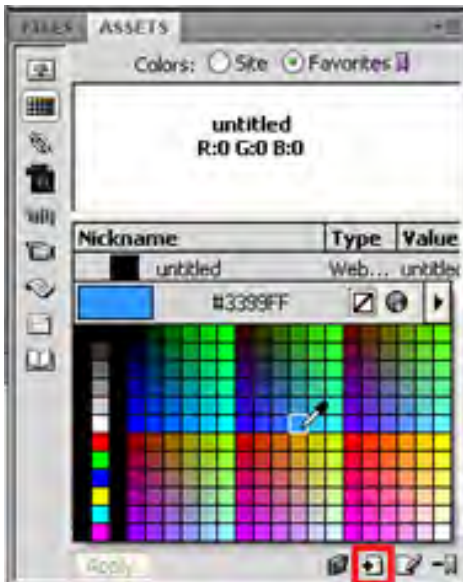 FILES ASSETS
Colors: Site Favorites
untitled
R:0 G:0 B:0
Nickname Type Value
untitled Web... untitled
#3399FF
Apply